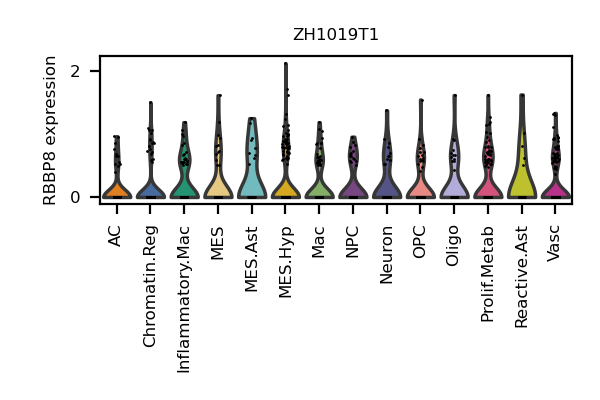 ZH1019T1
RBBP8 expression
2
0
AC
Chromatin.Reg
Inflammatory.Mac
MES
MES.Ast
MES.Hyp
Mac
NPC
Neuron
OPC
Oligo
Prolif.Metab
Reactive.Ast
Vasc